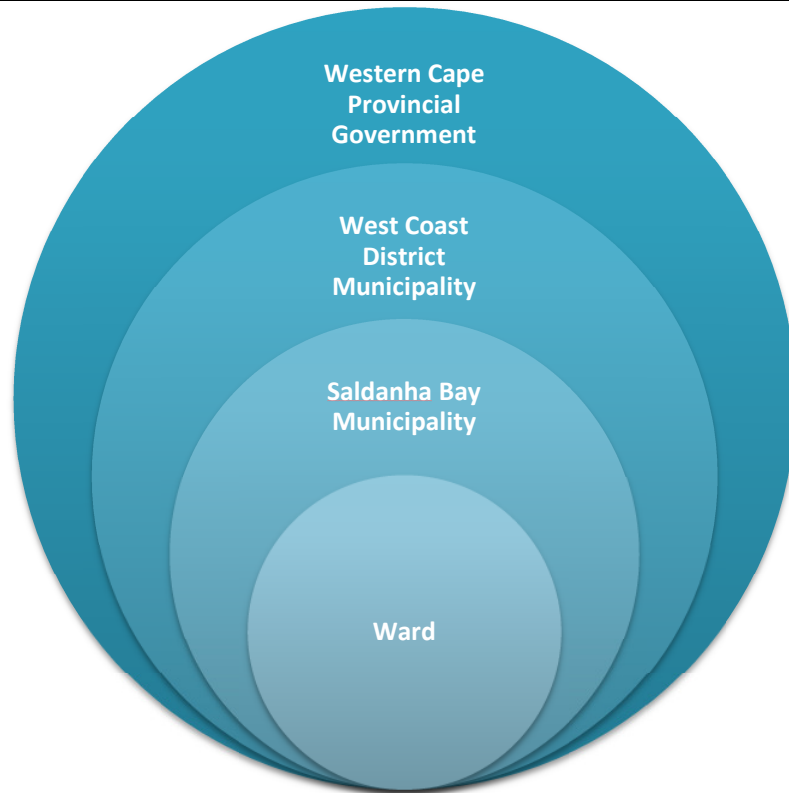 Western Cape
Provincial
Government
West Coast
District
Municipality
Saldanha Bay
Municipality
Ward